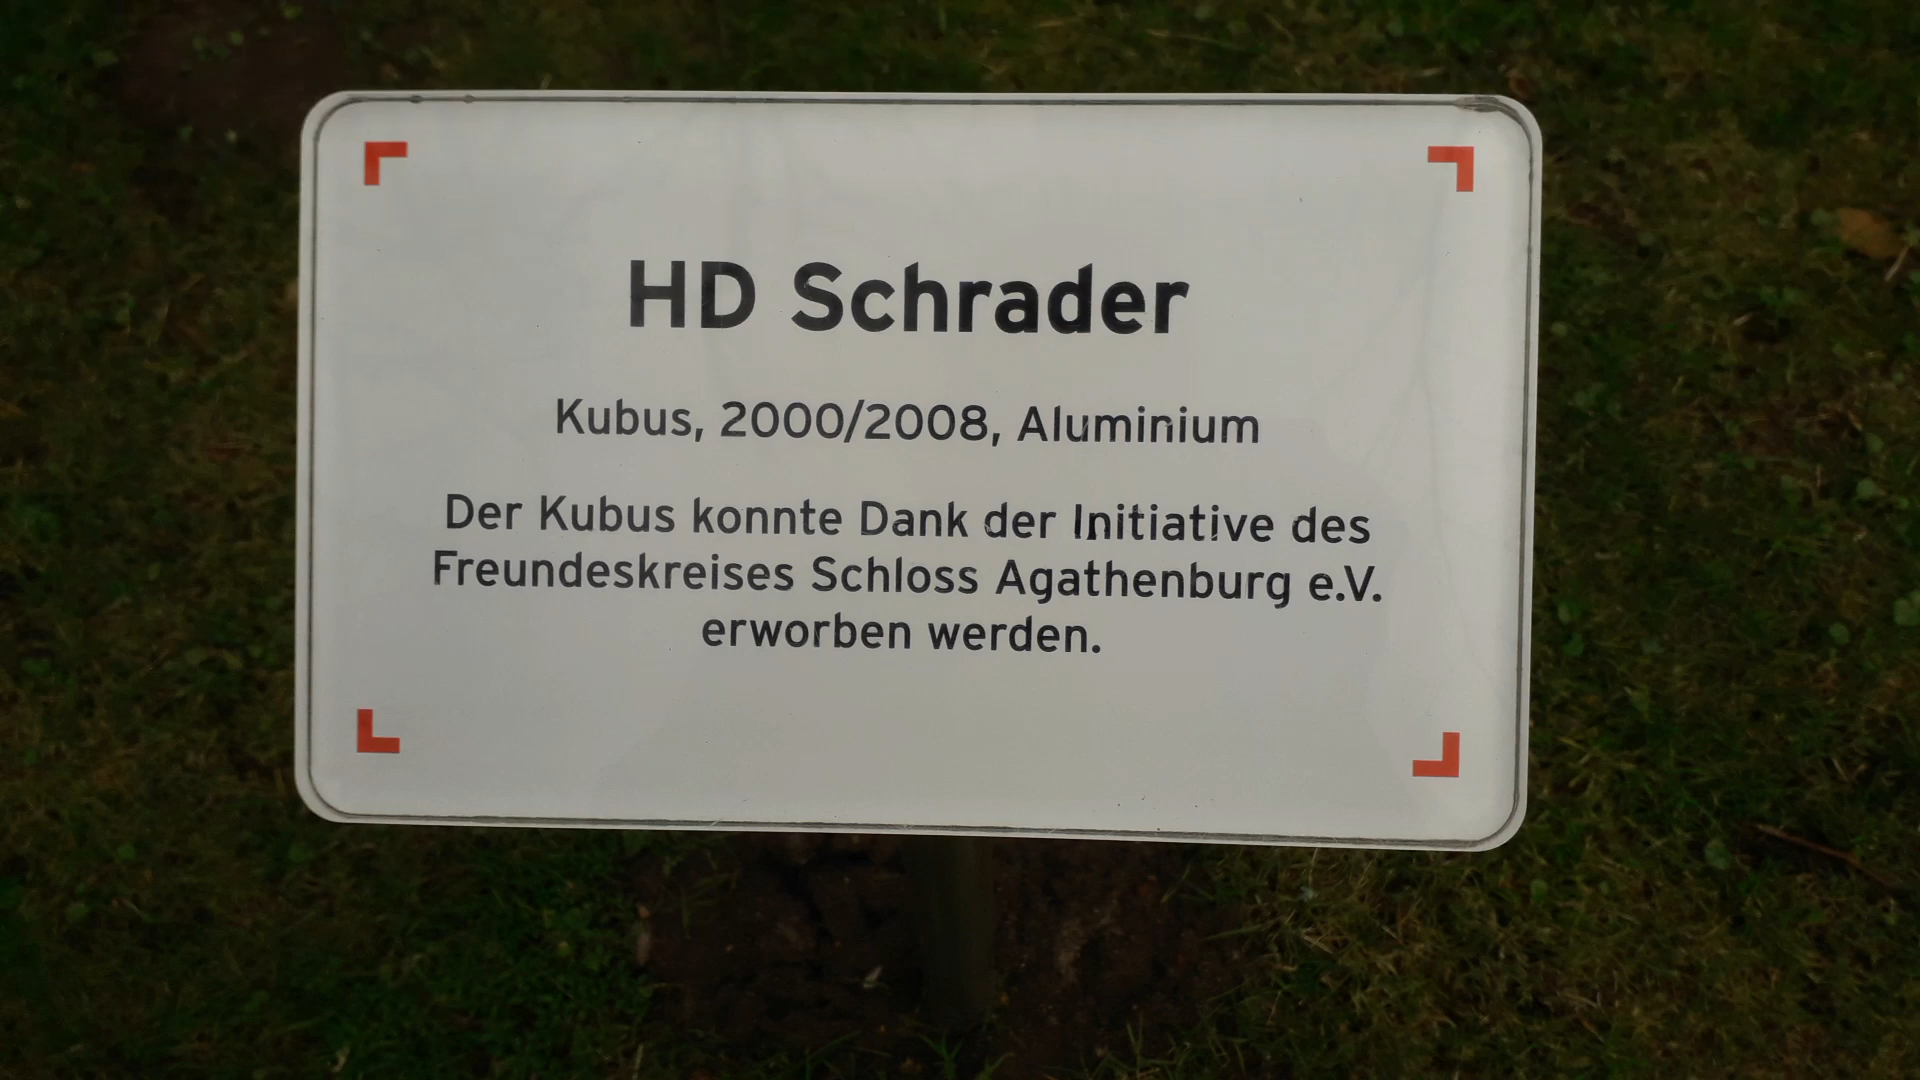 HD Schrader
Kubus, 2000/2008, Aluminium
Der Kubus konnte Dank der Initiative des
Freundeskreises Schloss Agathenburg e.V.
erworben werden.